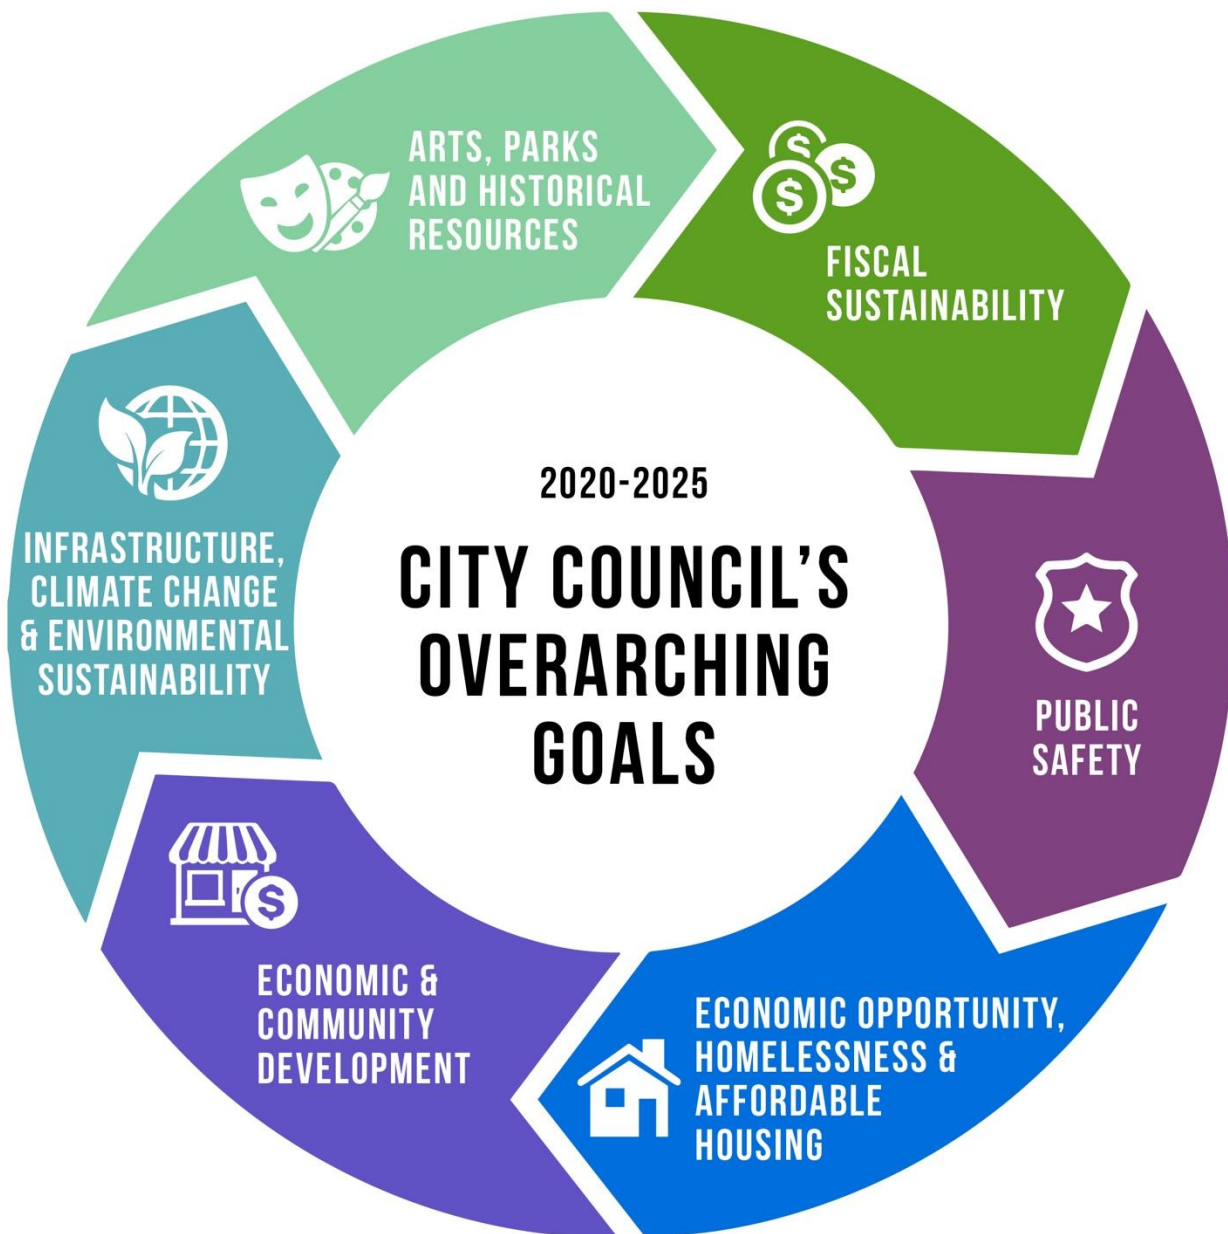 2020-2025
CITY COUNCIL'S
OVERARCHING
GOALS
ARTS, PARKS
AND HISTORICAL
RESOURCES
$ $ $
FISCAL
SUSTAINABILITY
PUBLIC
SAFETY
ECONOMIC OPPORTUNITY,
HOMELESSNESS &
AFFORDABLE
HOUSING
$
ECONOMIC &
COMMUNITY
DEVELOPMENT
INFRASTRUCTURE,
CLIMATE CHANGE
& ENVIRONMENTAL
SUSTAINABILITY